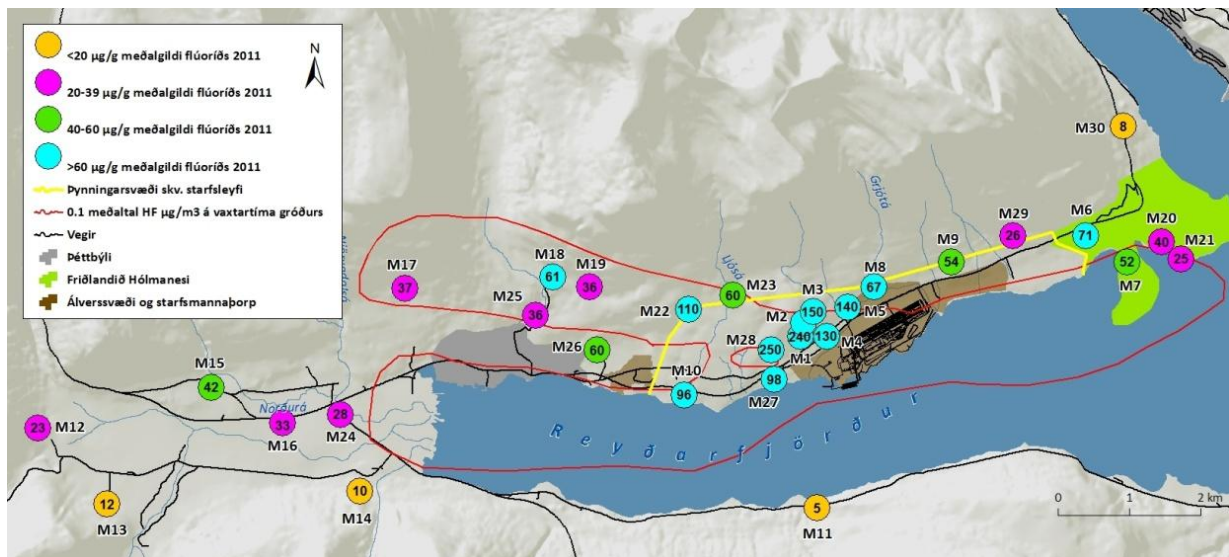 <20 µg/g meðalgildi flúoríðs 2011
20-39 µg/g meðalgildi flúoríðs 2011
40-60 µg/g meðalgildi flúoríðs 2011
>60 µg/g meðalgildi flúoríðs 2011
Þynningarsvæði skv. starfsleyfi
0.1 meðaltal HF µg/m3 á vaxtartíma gróðurs
Vegir
Þéttbýli
Friðlandið Hólmanesi
Álverssvæði og starfsmannaþorp
N
M30
8
Grjótá
M29
26
M6
71
M20
40
M21
25
M9
54
52
M7
M18
61
M19
36
M17
37
Ljósá
M8
67
M23
60
M3
150
140
M5
M25
36
M22
110
M2
240
130
M4
M28
250
M1
M26
60
M15
42
M10
96
98
M27
Norðurá
28
M24
23
M12
33
M16
Reyðarfjörður
12
M13
10
M14
5
M11
0 1 2 km